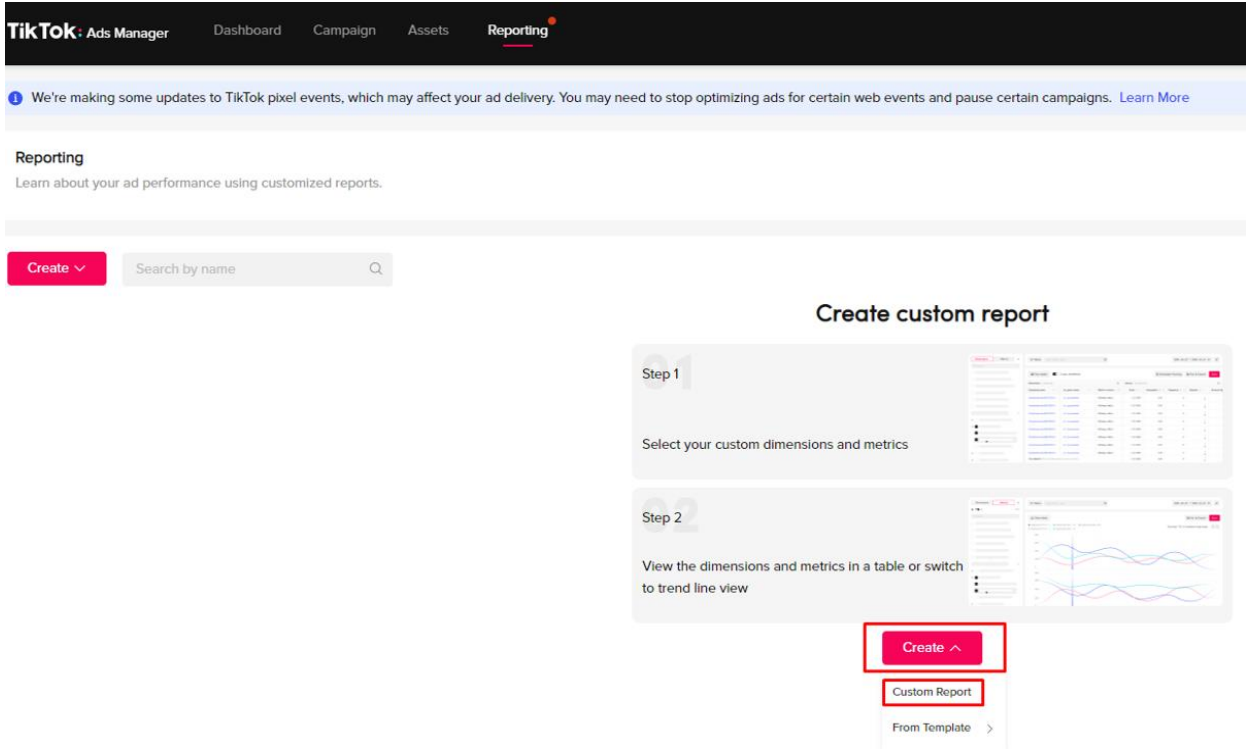 TikTok: Ads Manager Dashboard Campaign Assets Reporting
We're making some updates to TikTok pixel events, which may affect your ad delivery. You may need to stop optimizing ads for certain web events and pause certain campaigns. Learn More
Reporting
Learn about your ad performance using customized reports.
Create
Search by name
Create custom report
01
Step 1
Select your custom dimensions and metrics
02
Step 2
View the dimensions and metrics in a table or switch
to trend line view
Create
Custom Report
From Template